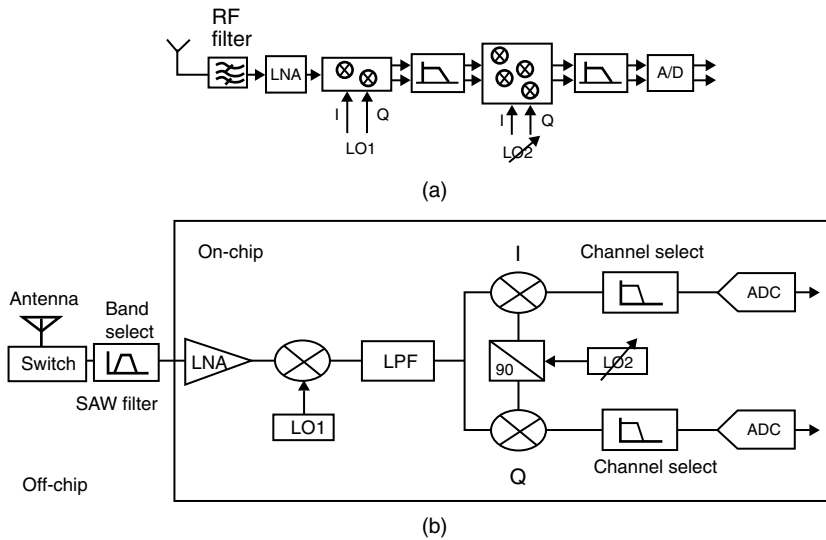 RF
filter
LNA
A/D
I
Q
I
Q
LO1
LO2
(a)
On-chip
I
Channel select
Antenna
Band
select
ADC
Switch
LNA
LPF
90
LO2
SAW filter
LO1
ADC
Channel select
Off-chip
Q
(b)